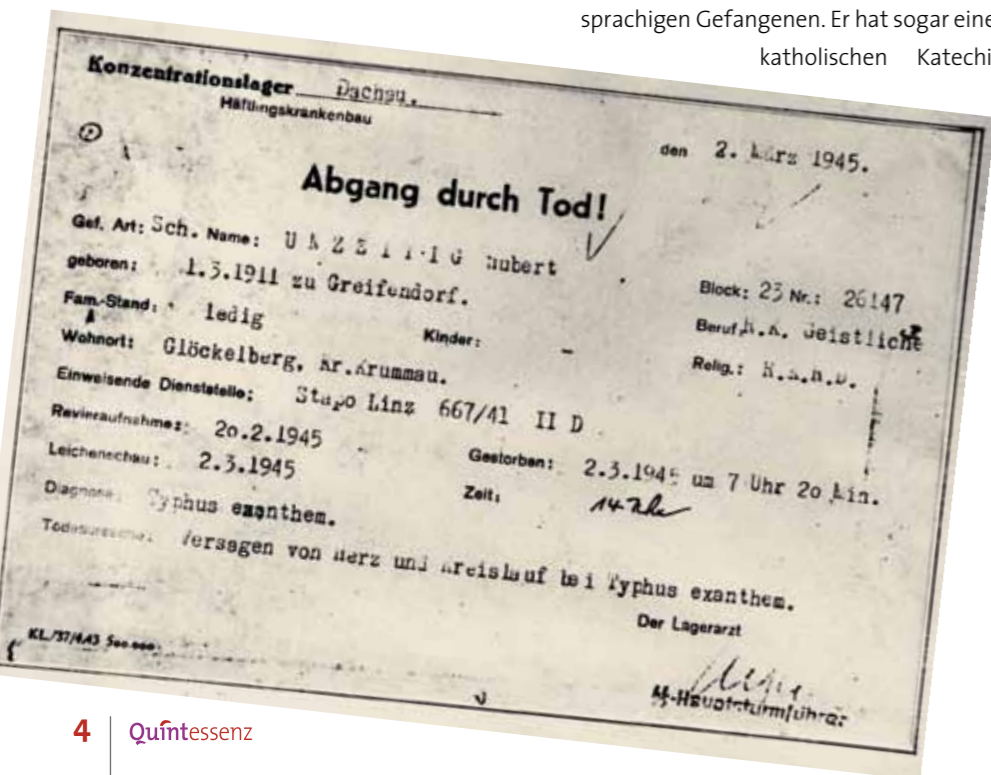 sprachigen Gefangenen. Er hat sogar eine
katholischen Katechi
Konzentrationslager Dachau.
Häftlingskrankenbau
den 2. März 1945.
Abgang durch Tod!
Gef. Art: Sch. Name: Hubert
geboren: 1.3.1911 zu Greifendorf.
Block: 23 Nr.: 26147
Fam.-Stand: ledig Kinder: -
Beruf: R.K. Geistliche
Wohnort: Glöckelberg, Kr.Krummau.
Relig.:
Einweisende Dienststelle: Stapo Linz 667/41 II D
Revieraufnahme: 20.2.1945
Gestorben: 2.3.1945 um 7 Uhr 20 Min.
Leichenschau: 2.3.1945
Zeit: 14 Uhr
Diagnose: Typhus exanthem.
Todesursache: Versagen von Herz und Kreislauf bei Typhus exanthem.
Der Lagerarzt
KL/37/4.43 500.000
SS-Hauptsturmführer
4 Quintessenz